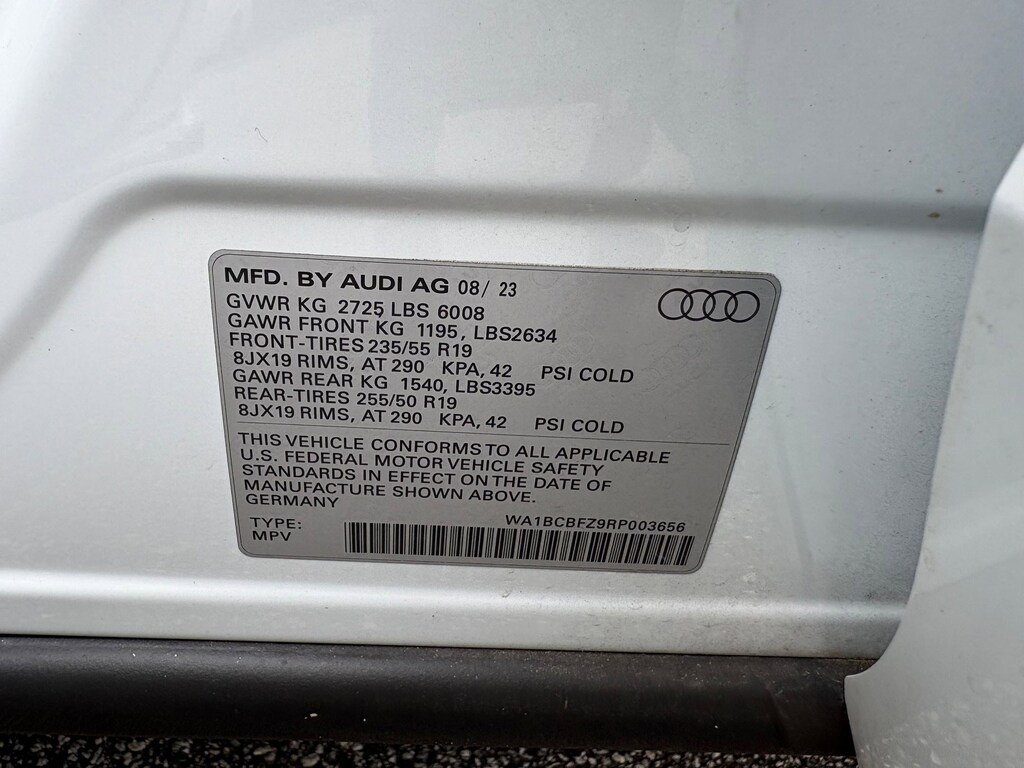 MFD. BY AUDI AG 08/ 23
GVWR KG 2725 LBS 6008
GAWR FRONT KG 1195, LBS2634
FRONT-TIRES 235/55 R19
8JX19 RIMS, AT 290 KPA, 42 PSI COLD
GAWR REAR KG 1540, LBS3395
REAR-TIRES 255/50 R19
8JX19 RIMS, AT 290 KPA, 42 PSI COLD
THIS VEHICLE CONFORMS TO ALL APPLICABLE
U.S. FEDERAL MOTOR VEHICLE SAFETY
STANDARDS IN EFFECT ON THE DATE OF
MANUFACTURE SHOWN ABOVE.
GERMANY
WA1BCBFZ9RP003656
TYPE:
MPV